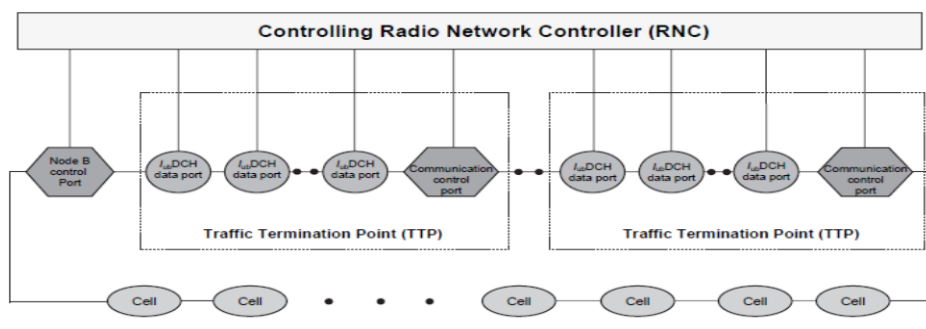 Controlling Radio Network Controller (RNC)
Node B
control
Port
IubDCH
data port
IubDCH
data port
IubDCH
data port
Communication
control
port
IubDCH
data port
IubDCH
data port
IubDCH
data port
Communication
control
port
Traffic Termination Point (TTP)
Traffic Termination Point (TTP)
Cell
Cell
Cell
Cell
Cell
Cell